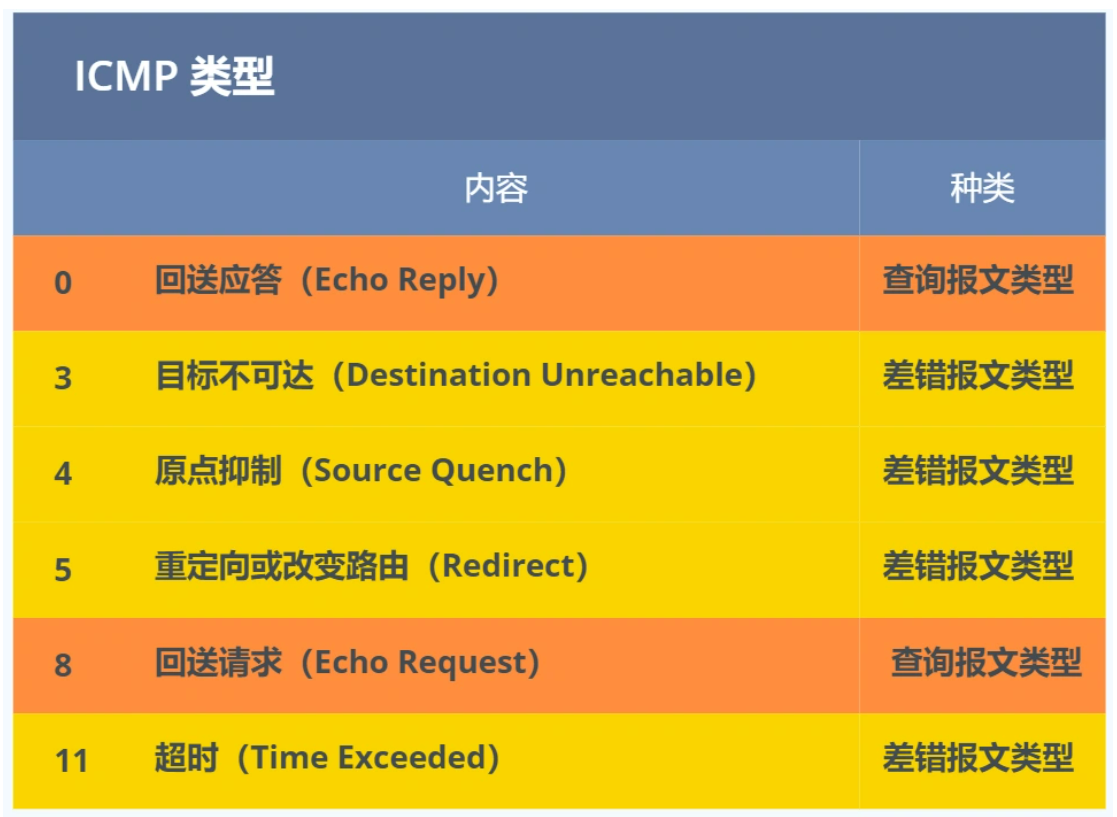 ICMP 类型
内容 种类
0 回送应答（Echo Reply） 查询报文类型
3 目标不可达（Destination Unreachable） 差错报文类型
4 原点抑制（Source Quench） 差错报文类型
5 重定向或改变路由（Redirect） 差错报文类型
8 回送请求（Echo Request） 查询报文类型
11 超时（Time Exceeded） 差错报文类型